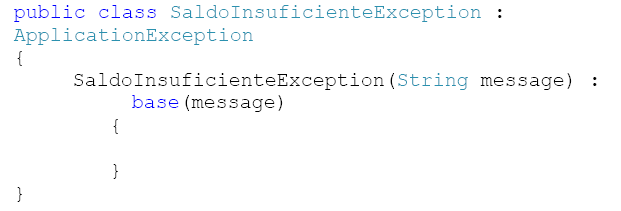 public class SaldoInsuficienteException :
ApplicationException
{
SaldoInsuficienteException(String message) :
base(message)
{
}
}